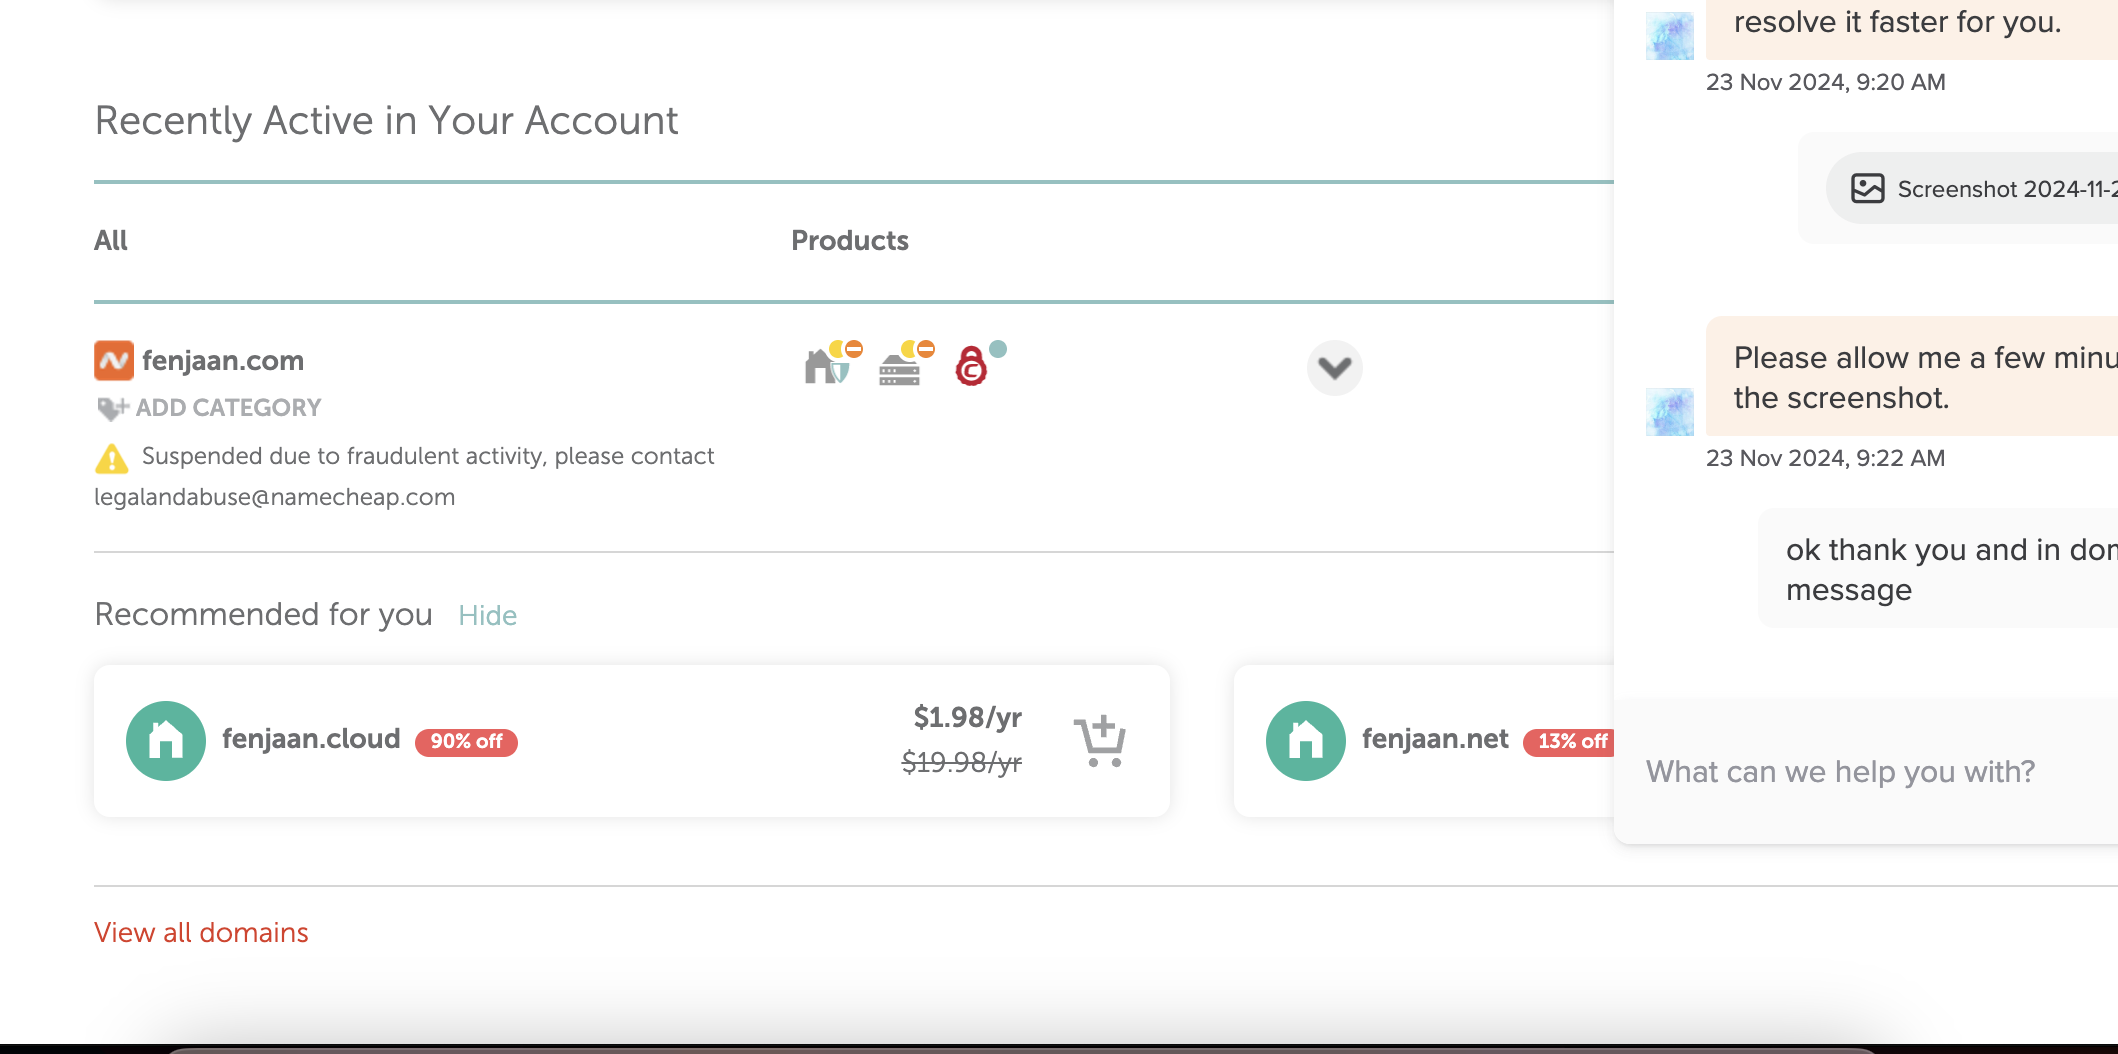 Recently Active in Your Account
All
Products
fenjaan.com
ADD CATEGORY
Suspended due to fraudulent activity, please contact
legalandabuse@namecheap.com
Recommended for you Hide
fenjaan.cloud 90% off
$1.98/yr
$19.98/yr
fenjaan.net 13% off
View all domains
resolve it faster for you.
23 Nov 2024, 9:20 AM
Screenshot 2024-11-2
Please allow me a few minu
the screenshot.
23 Nov 2024, 9:22 AM
ok thank you and in dom
message
What can we help you with?